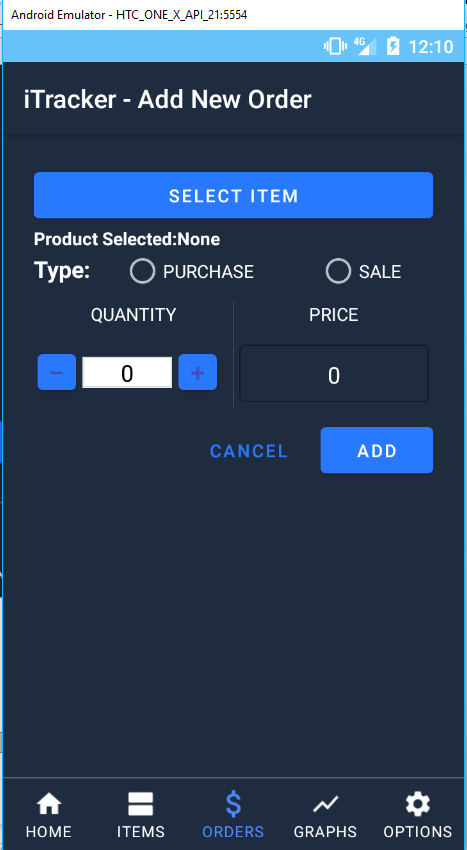 Android Emulator - HTC_ONE_X_API_21:5554
4G 12:10
iTracker - Add New Order
SELECT ITEM
Product Selected:None
Type: PURCHASE SALE
QUANTITY PRICE
− 0 + 0
CANCEL ADD
HOME ITEMS ORDERS GRAPHS OPTIONS